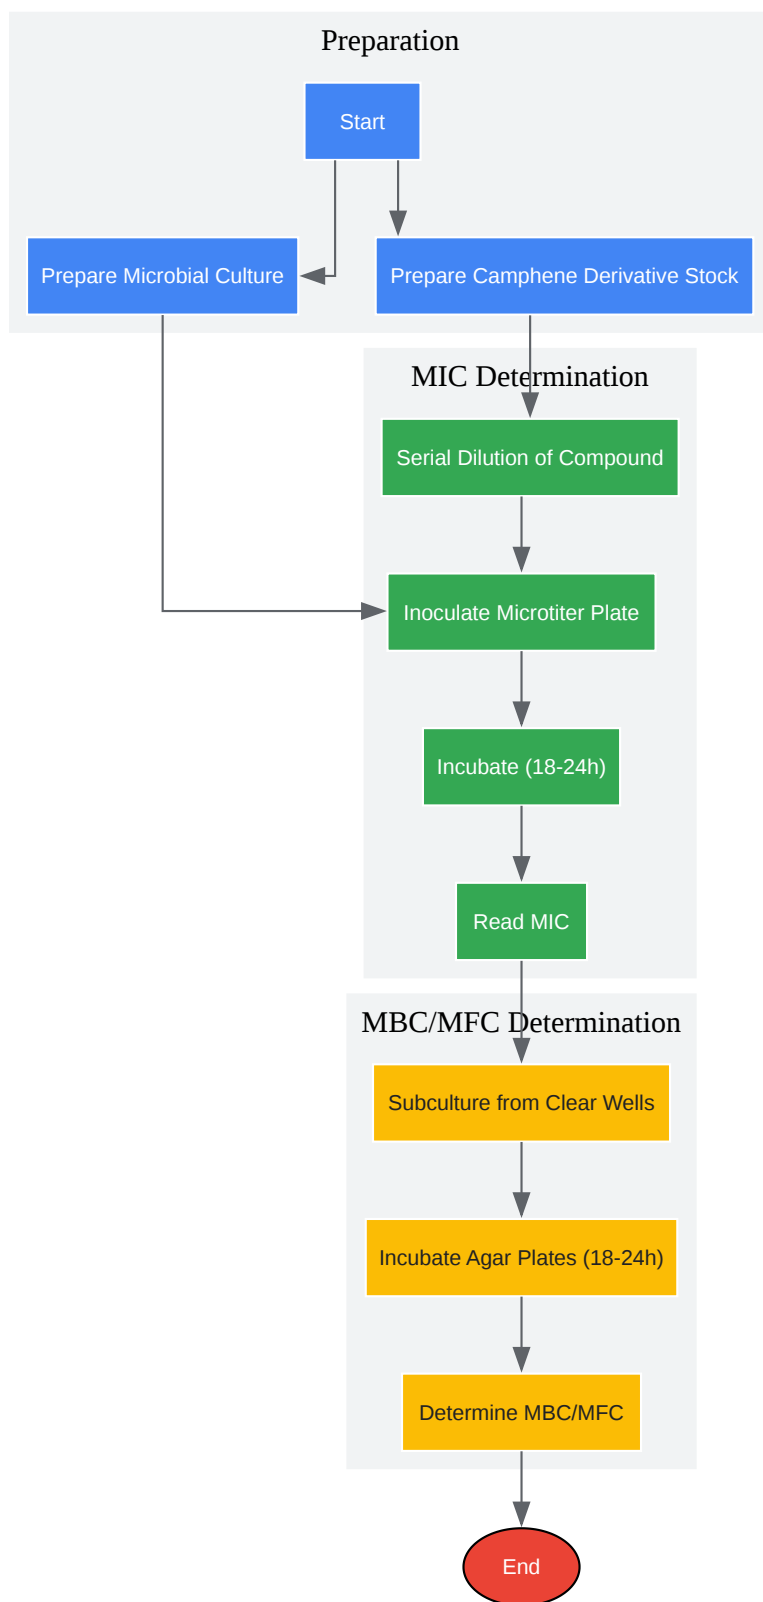 Preparation
Start
Prepare Microbial Culture
Prepare Camphene Derivative Stock
MIC Determination
Serial Dilution of Compound
Inoculate Microtiter Plate
Incubate (18-24h)
Read MIC
MBC/MFC Determination
Subculture from Clear Wells
Incubate Agar Plates (18-24h)
Determine MBC/MFC
End